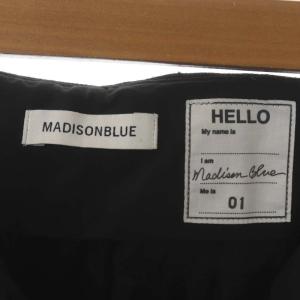 MADISONBLUE
HELLO
My name is
I am
Madison Blue
Me is
01